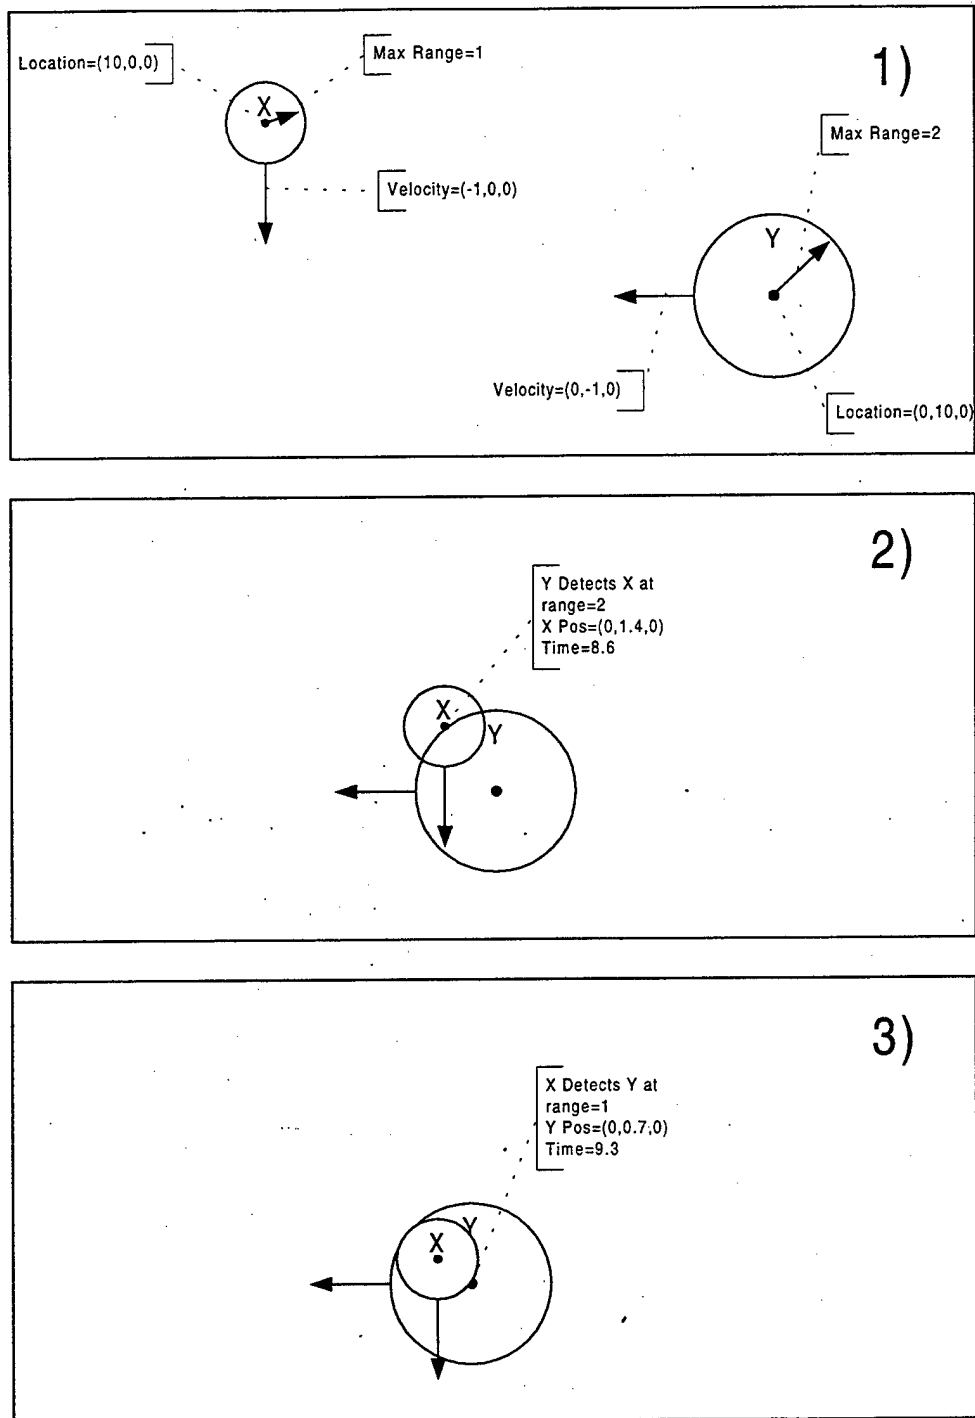 1)
Location=(10,0,0)
Max Range=1
X
Velocity=(-1,0,0)
Max Range=2
Y
Velocity=(0,-1,0)
Location=(0,10,0)
2)
Y Detects X at
range=2
X Pos=(0,1.4,0)
Time=8.6
X
Y
3)
X Detects Y at
range=1
Y Pos=(0,0.7,0)
Time=9.3
Y
X